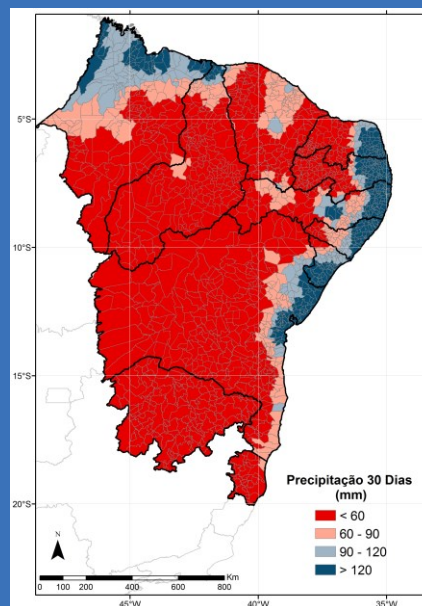 5°S
10°S
15°S
20°S
Precipitação 30 Dias
(mm)
< 60
60 - 90
90 - 120
> 120
N
Km
0 100 200 400 600 800
45°W 40°W 35°W